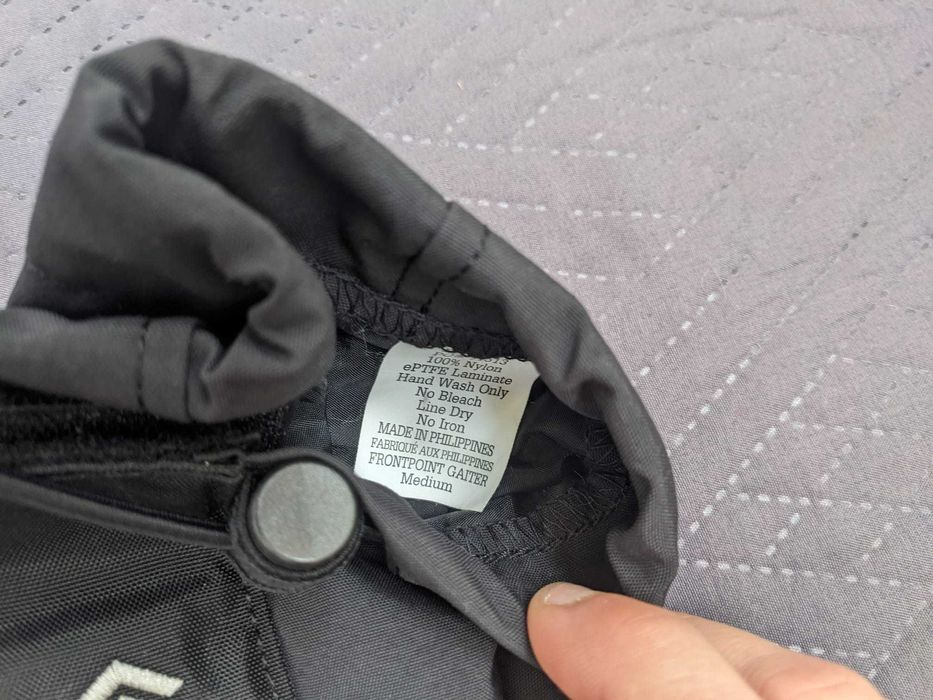 100% Nylon
ePTFE Laminate
Hand Wash Only
No Bleach
Line Dry
No Iron
MADE IN PHILIPPINES
FABRIQUÉ AUX PHILIPPINES
FRONTPOINT GAITER
Medium